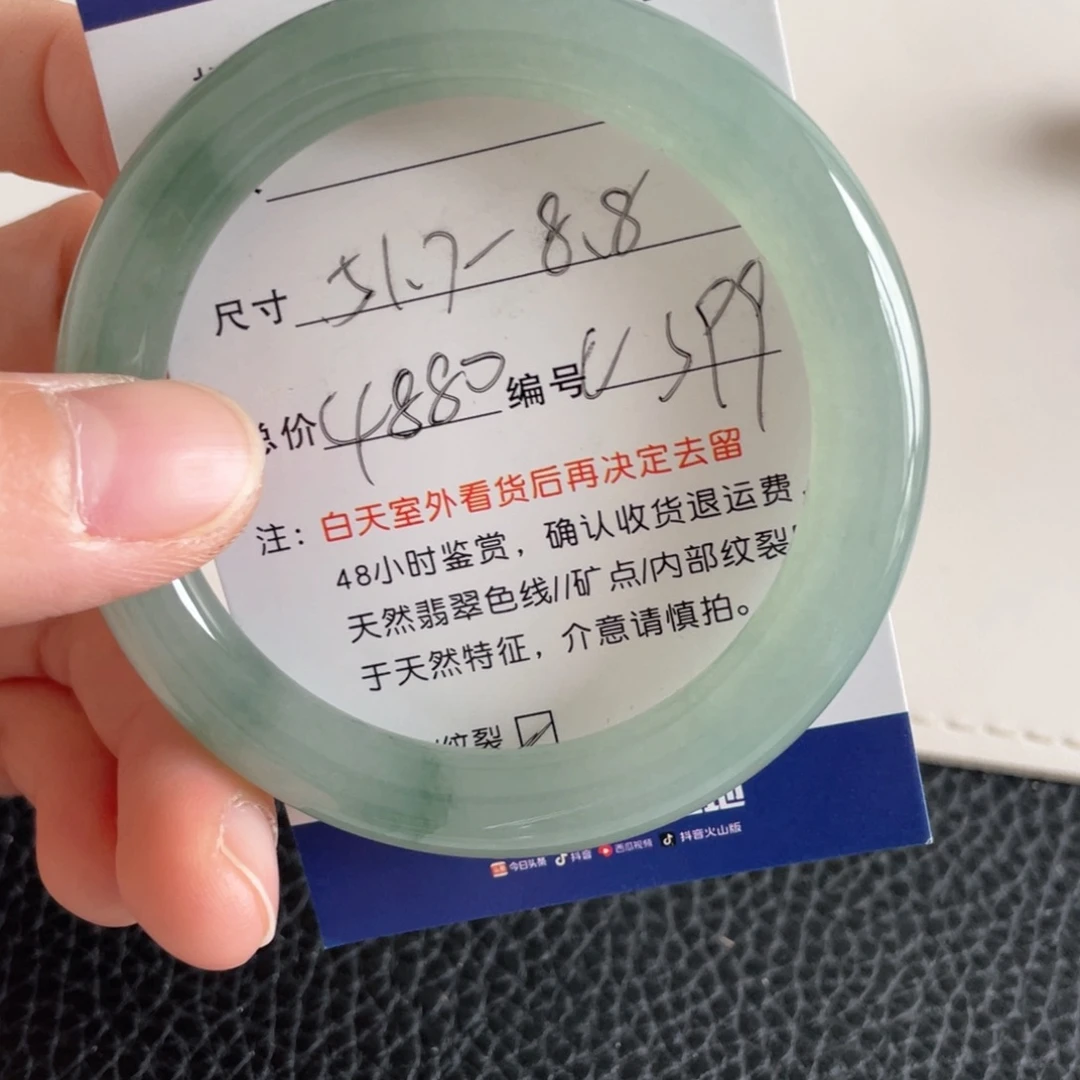 尺寸 51.7-8.8
总价 4880 编号
注：白天室外看货后再决定去留
48小时鉴赏，确认收货退运费
天然翡翠色线//矿点/内部纹裂
于天然特征，介意请慎拍。
纹裂
今日头条 抖音 西瓜视频 抖音火山版